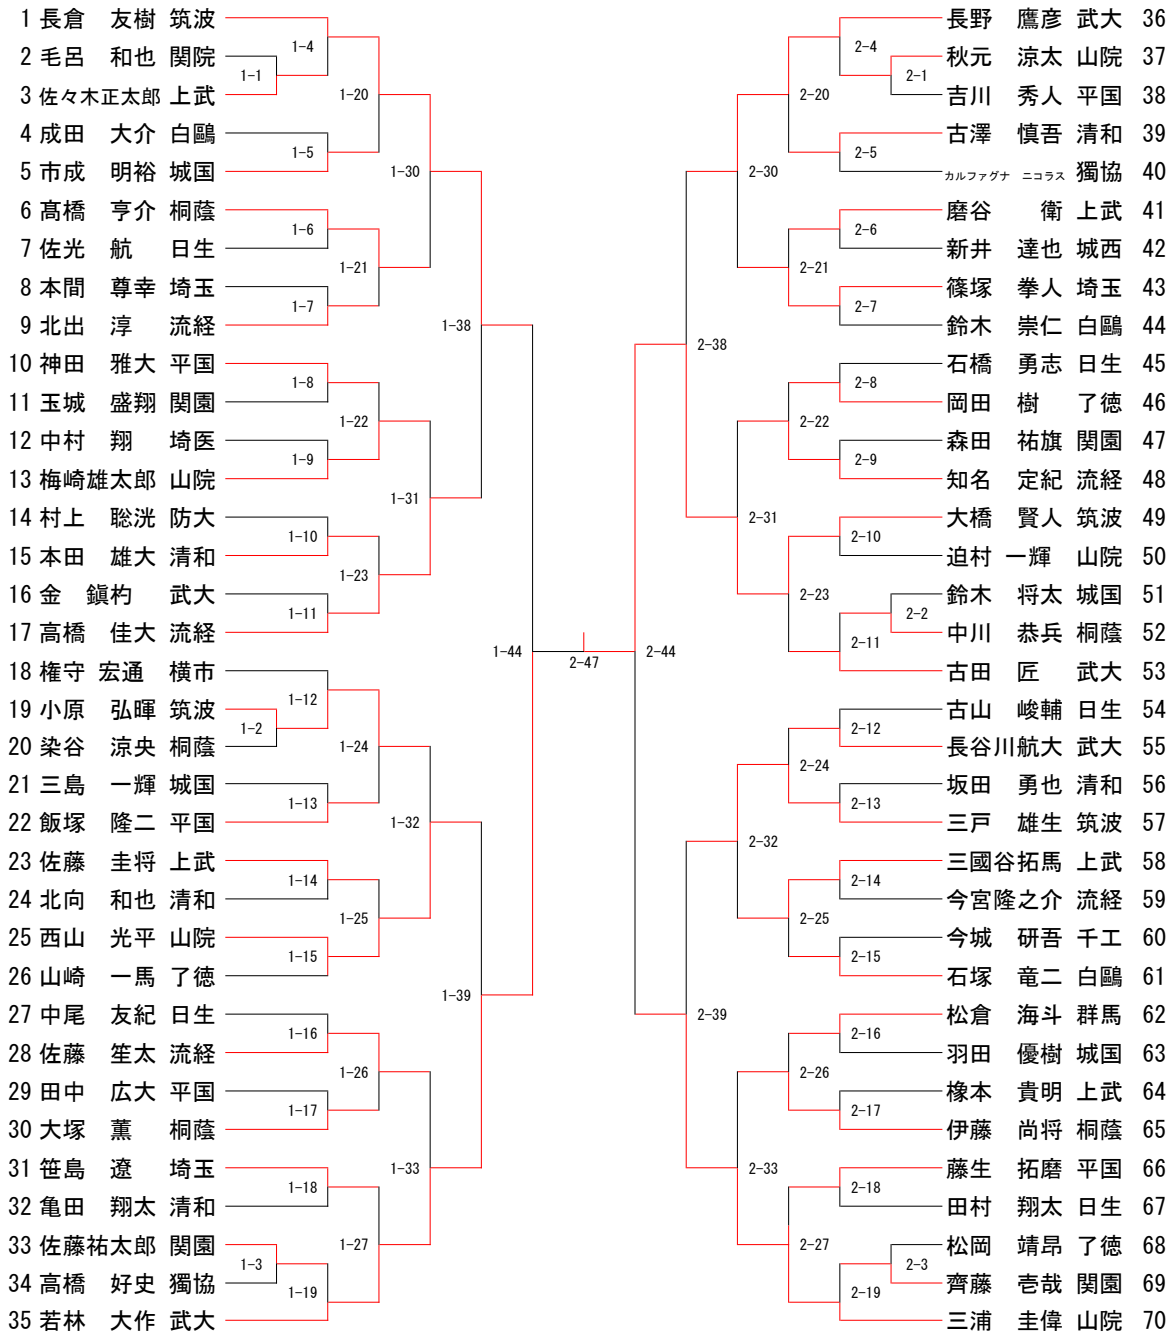 1 長倉 友樹 筑波
2 毛呂 和也 関院
3 佐々木正太郎 上武
4 成田 大介 白鷗
5 市成 明裕 城国
6 髙橋 亨介 桐蔭
7 佐光 航 日生
8 本間 尊幸 埼玉
9 北出 淳 流経
10 神田 雅大 平国
11 玉城 盛翔 関園
12 中村 翔 埼医
13 梅崎雄太郎 山院
14 村上 聡洸 防大
15 本田 雄大 清和
16 金 鎭杓 武大
17 高橋 佳大 流経
18 権守 宏通 横市
19 小原 弘暉 筑波
20 染谷 涼央 桐蔭
21 三島 一輝 城国
22 飯塚 隆二 平国
23 佐藤 圭将 上武
24 北向 和也 清和
25 西山 光平 山院
26 山崎 一馬 了徳
27 中尾 友紀 日生
28 佐藤 笙太 流経
29 田中 広大 平国
30 大塚 薫 桐蔭
31 笹島 遼 埼玉
32 亀田 翔太 清和
33 佐藤祐太郎 関園
34 高橋 好史 獨協
35 若林 大作 武大
1-1
1-2
1-3
1-4
1-5
1-6
1-7
1-8
1-9
1-10
1-11
1-12
1-13
1-14
1-15
1-16
1-17
1-18
1-19
1-20
1-21
1-22
1-23
1-24
1-25
1-26
1-27
1-30
1-31
1-32
1-33
1-38
1-39
1-44
2-47
2-44
2-38
2-39
2-30
2-31
2-32
2-33
2-20
2-21
2-22
2-23
2-24
2-25
2-26
2-27
2-4
2-5
2-6
2-7
2-8
2-9
2-10
2-11
2-12
2-13
2-14
2-15
2-16
2-17
2-18
2-19
2-1
2-2
2-3
長野 鷹彦 武大 36
秋元 涼太 山院 37
吉川 秀人 平国 38
古澤 慎吾 清和 39
カルファグナ ニコラス 獨協 40
磨谷 衛 上武 41
新井 達也 城西 42
篠塚 拳人 埼玉 43
鈴木 崇仁 白鷗 44
石橋 勇志 日生 45
岡田 樹 了徳 46
森田 祐旗 関園 47
知名 定紀 流経 48
大橋 賢人 筑波 49
迫村 一輝 山院 50
鈴木 将太 城国 51
中川 恭兵 桐蔭 52
古田 匠 武大 53
古山 峻輔 日生 54
長谷川航大 武大 55
坂田 勇也 清和 56
三戸 雄生 筑波 57
三國谷拓馬 上武 58
今宮隆之介 流経 59
今城 研吾 千工 60
石塚 竜二 白鷗 61
松倉 海斗 群馬 62
羽田 優樹 城国 63
橡本 貴明 上武 64
伊藤 尚将 桐蔭 65
藤生 拓磨 平国 66
田村 翔太 日生 67
松岡 靖昂 了徳 68
齊藤 壱哉 関園 69
三浦 圭偉 山院 70